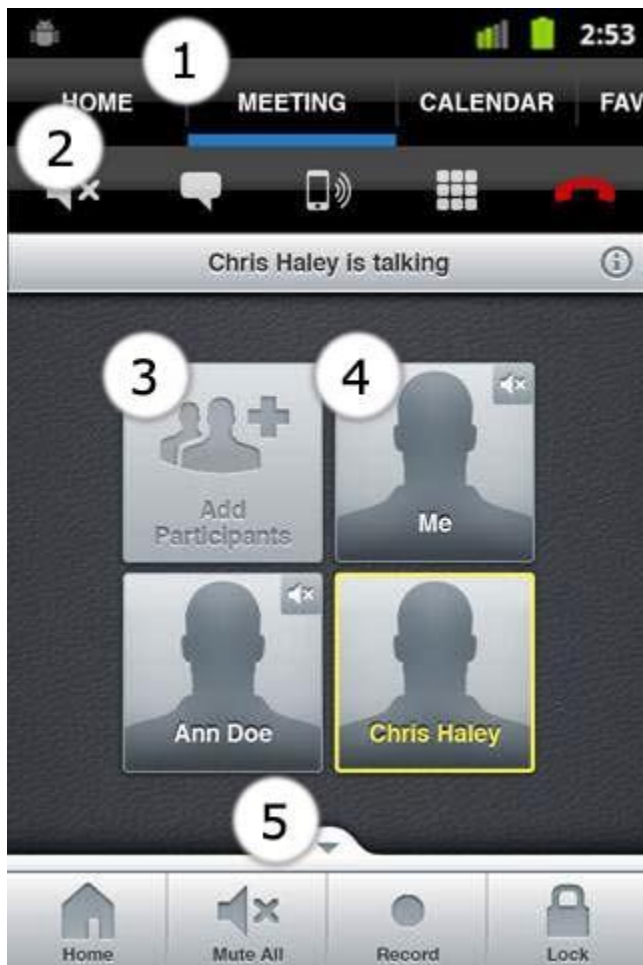 2:53
1
HOME MEETING CALENDAR FAV
2
Chris Haley is talking
3 4
Add
Participants
Me
Ann Doe Chris Haley
5
Home Mute All Record Lock